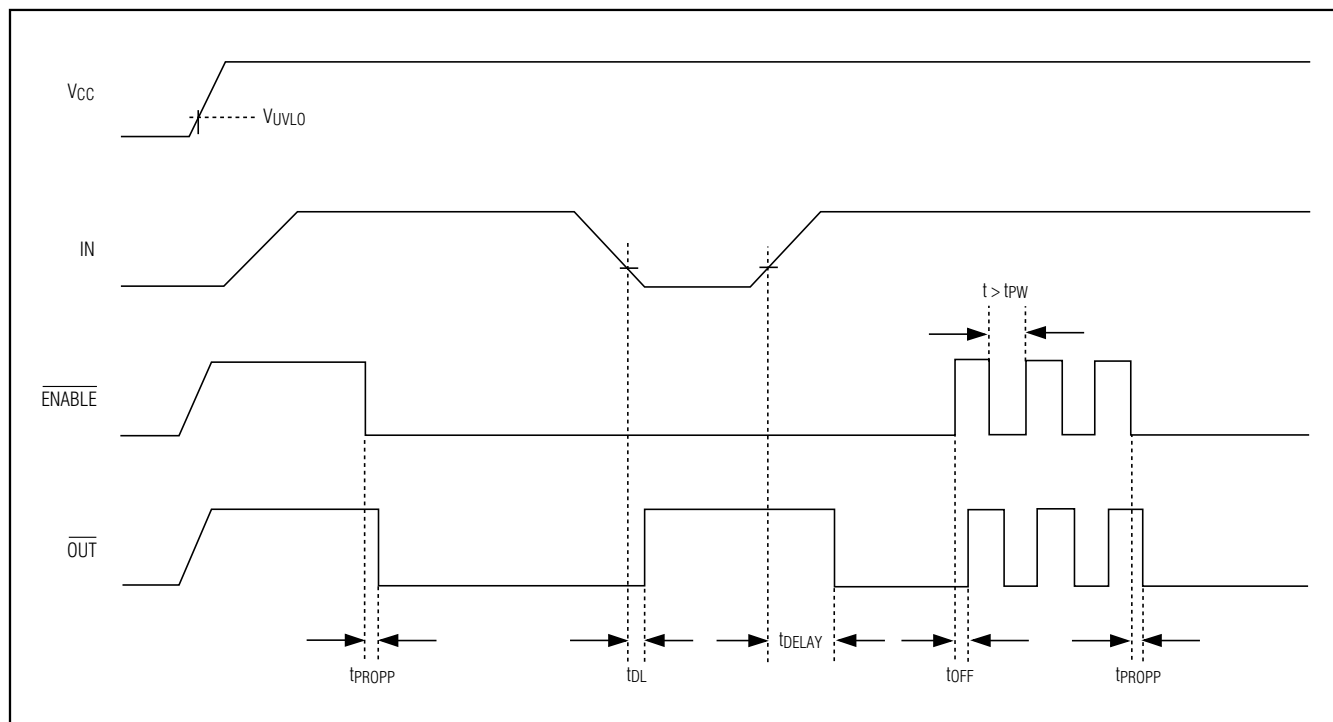 VCC
VUVLO
IN
t > tPW
ENABLE
OUT
tDELAY
tPROPP
tDL
tOFF
tPROPP